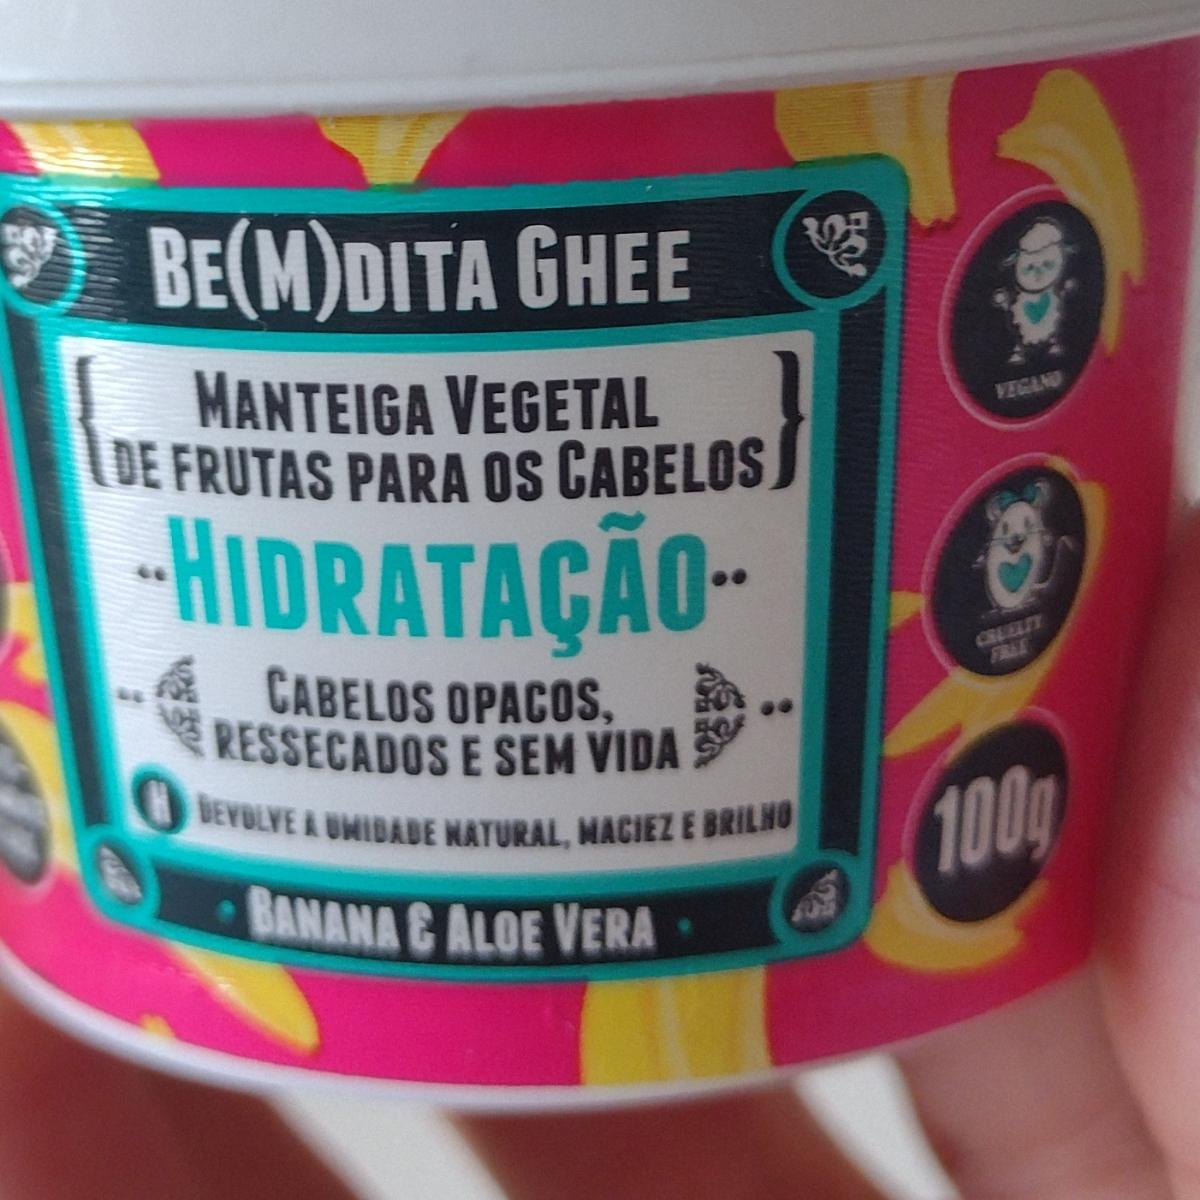 Be(m)dita Ghee
Manteiga Vegetal
de frutas para os Cabelos
Hidratação
Cabelos opacos,
ressecados e sem vida
H Devolve a umidade natural, maciez e brilho
Banana & Aloe Vera
Vegano
Cruelty
Free
100g